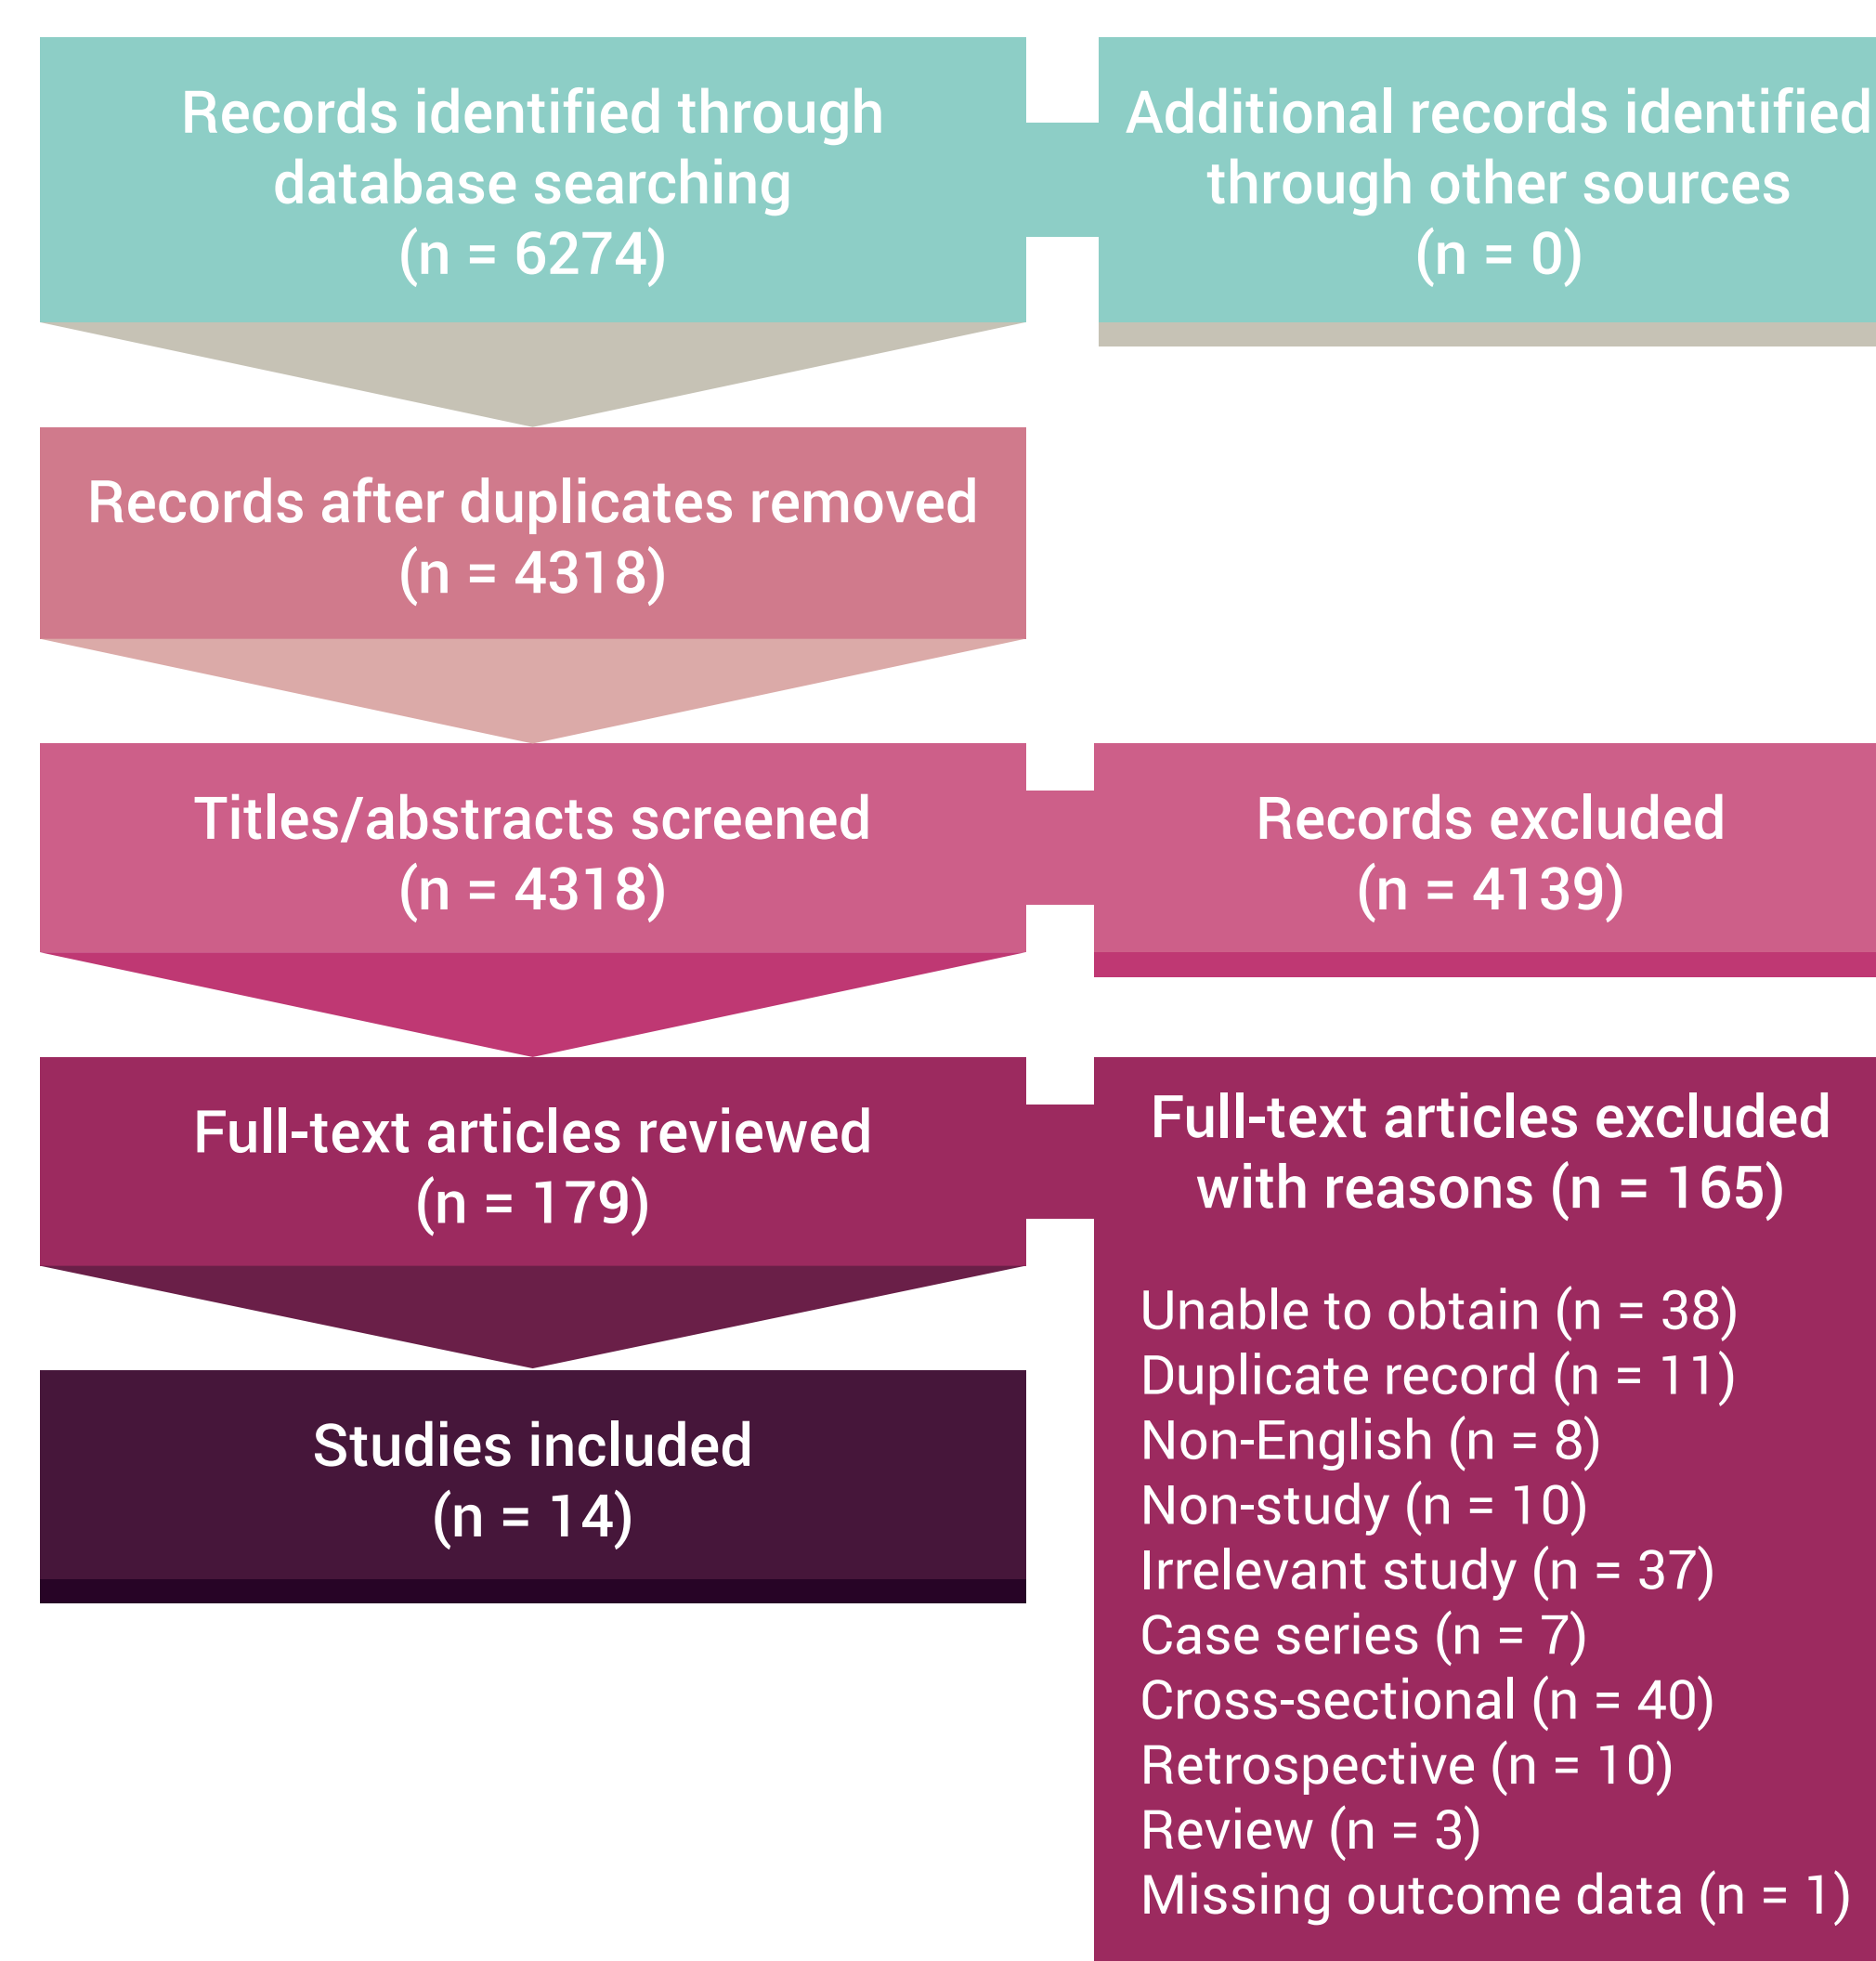 Records identified through
database searching
(n = 6274)
Additional records identified
through other sources
(n = 0)
Records after duplicates removed
(n = 4318)
Titles/abstracts screened
(n = 4318)
Records excluded
(n = 4139)
Full-text articles reviewed
(n = 179)
Full-text articles excluded
with reasons (n = 165)
Unable to obtain (n = 38)
Duplicate record (n = 11)
Non-English (n = 8)
Non-study (n = 10)
Irrelevant study (n = 37)
Case series (n = 7)
Cross-sectional (n = 40)
Retrospective (n = 10)
Review (n = 3)
Missing outcome data (n = 1)
Studies included
(n = 14)